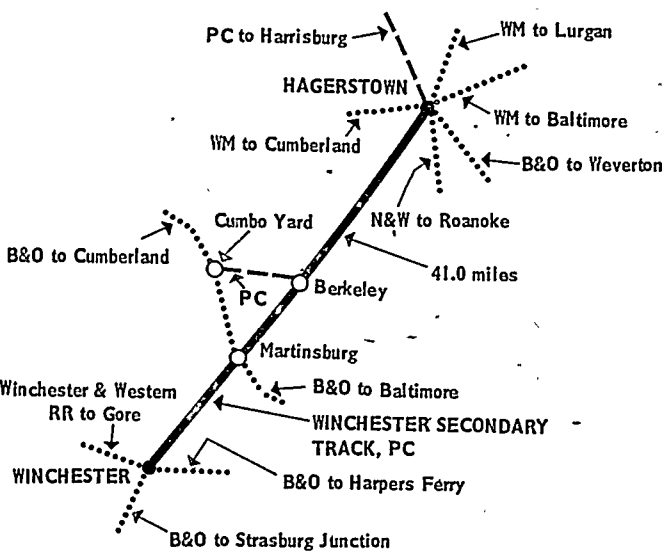 PC to Harrisburg
WM to Lurgan
HAGERSTOWN
WM to Baltimore
WM to Cumberland
B&O to Weverton
N&W to Roanoke
Cumbo Yard
B&O to Cumberland
41.0 miles
PC
Berkeley
Martinsburg
B&O to Baltimore
Winchester & Western
RR to Gore
WINCHESTER SECONDARY
TRACK, PC
WINCHESTER
B&O to Harpers Ferry
B&O to Strasburg Junction